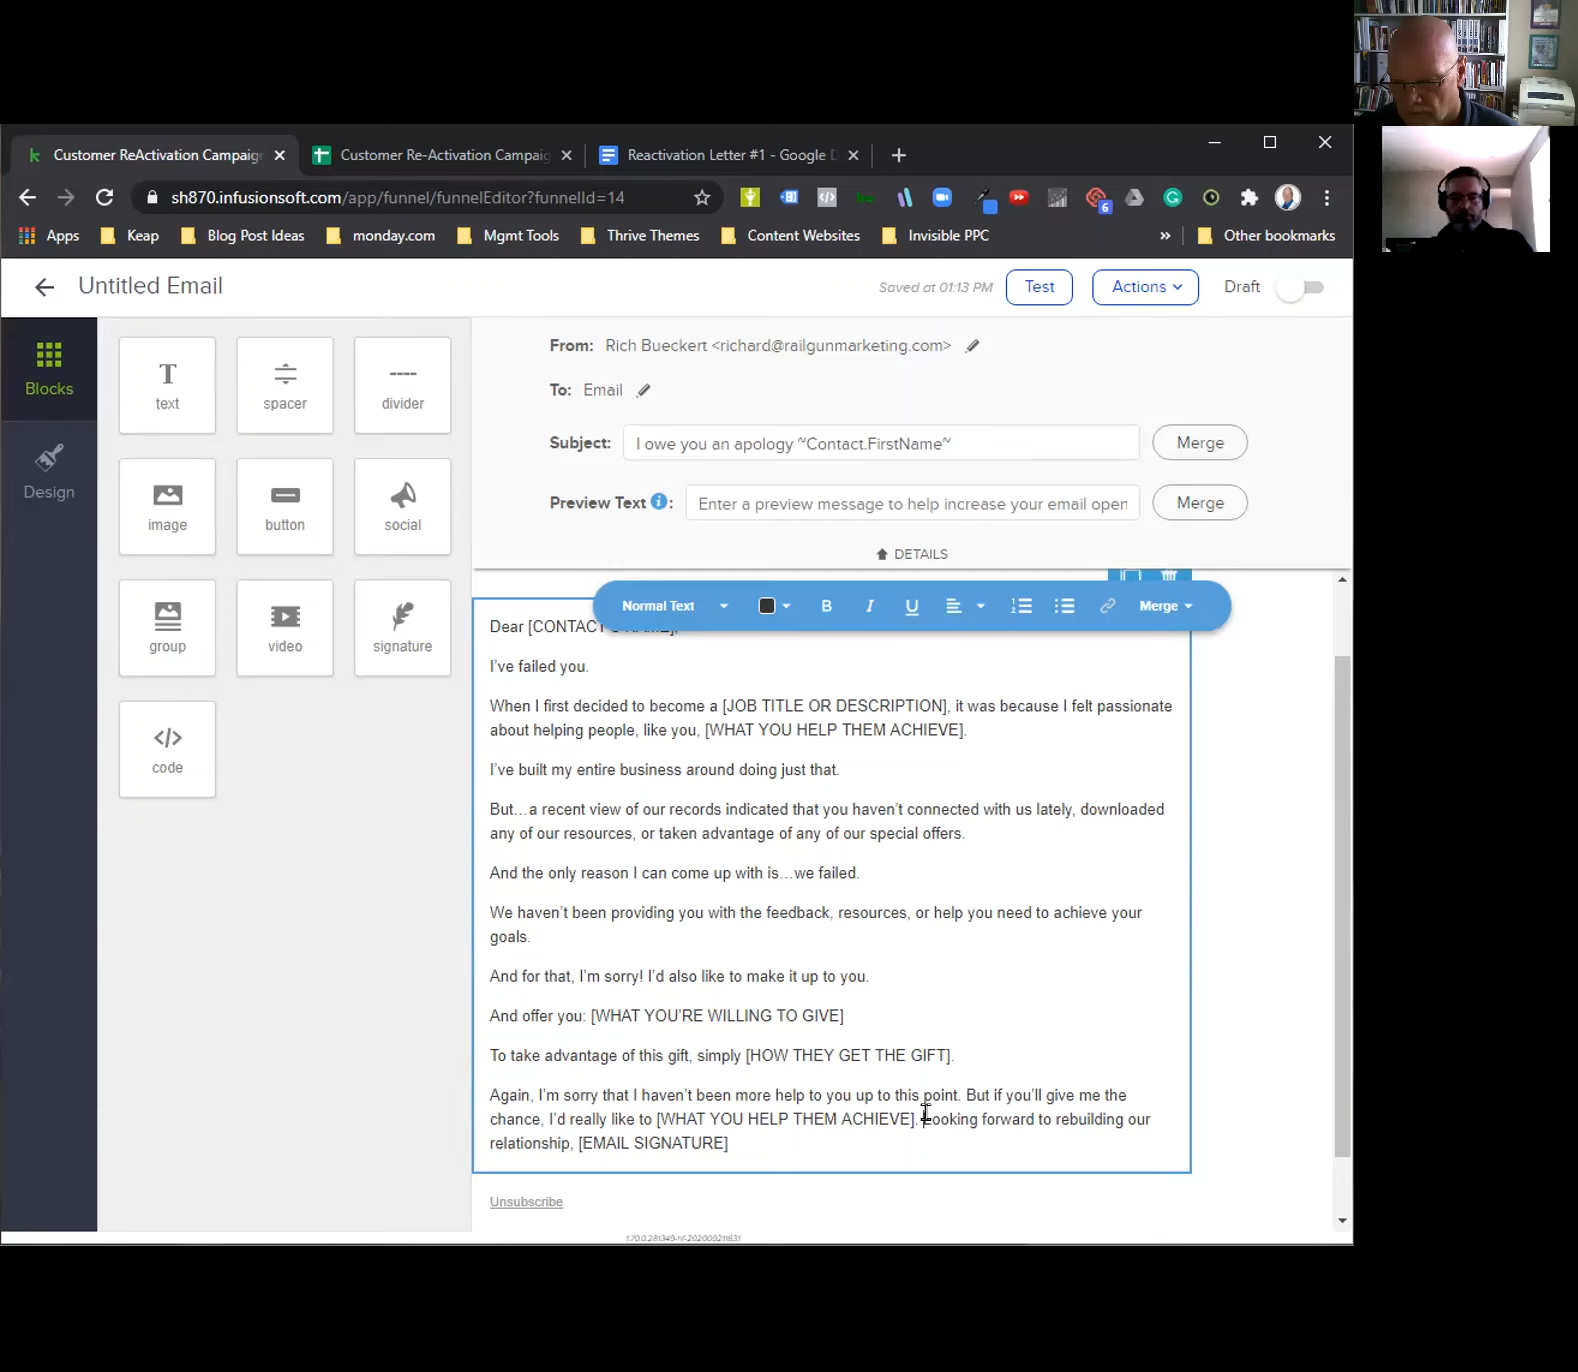 Customer ReActivation Campaig
Customer Re-Activation Campaig
Reactivation Letter #1 - Google D
sh870.infusionsoft.com/app/funnel/funnelEditor?funnelId=14
6
Apps
Keap
Blog Post Ideas
monday.com
Mgmt Tools
Thrive Themes
Content Websites
Invisible PPC
»
Other bookmarks
Untitled Email
Saved at 01:13 PM
Test
Actions
Draft
Blocks
Design
text
spacer
divider
image
button
social
group
video
signature
code
From: Rich Bueckert <richard@railgunmarketing.com>
To: Email
Subject: I owe you an apology ~Contact.FirstName~
Merge
Preview Text : Enter a preview message to help increase your email open
Merge
DETAILS
Normal Text
B I U
Merge
Dear [CONTACT'S NAME],
I've failed you.
When I first decided to become a [JOB TITLE OR DESCRIPTION], it was because I felt passionate
about helping people, like you, [WHAT YOU HELP THEM ACHIEVE].
I've built my entire business around doing just that.
But…a recent view of our records indicated that you haven't connected with us lately, downloaded
any of our resources, or taken advantage of any of our special offers.
And the only reason I can come up with is…we failed.
We haven't been providing you with the feedback, resources, or help you need to achieve your
goals.
And for that, I'm sorry! I'd also like to make it up to you.
And offer you: [WHAT YOU'RE WILLING TO GIVE]
To take advantage of this gift, simply [HOW THEY GET THE GIFT].
Again, I'm sorry that I haven't been more help to you up to this point. But if you'll give me the
chance, I'd really like to [WHAT YOU HELP THEM ACHIEVE]. Looking forward to rebuilding our
relationship, [EMAIL SIGNATURE]
Unsubscribe